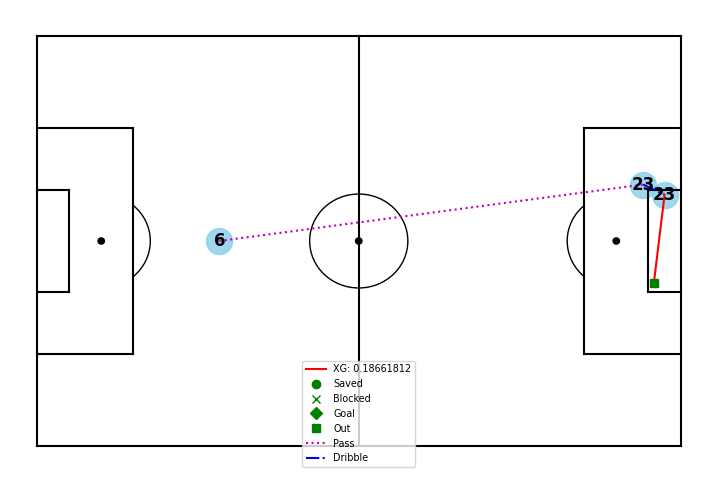 23
23
6
XG: 0.18661812
Saved
Blocked
Goal
Out
Pass
Dribble